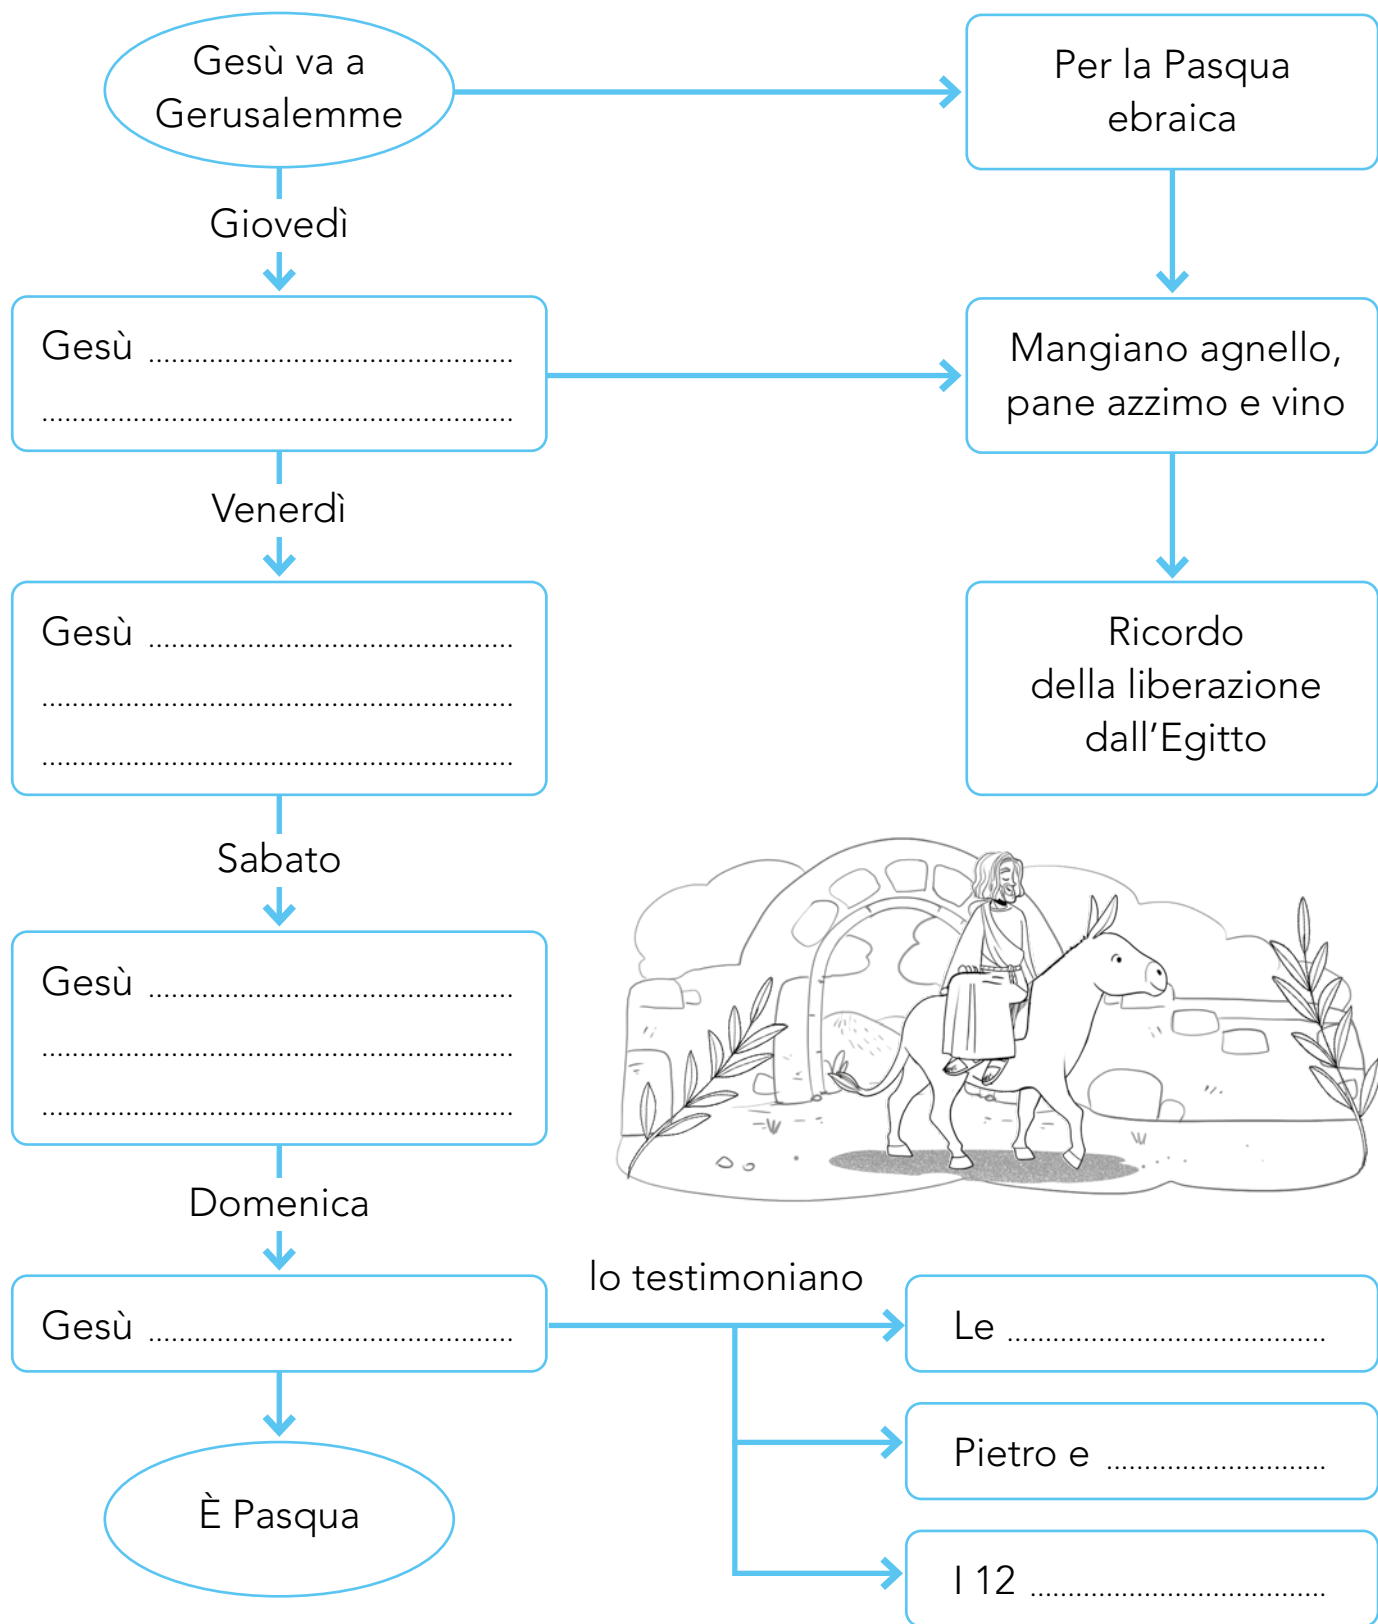 Gesù va a
Gerusalemme
Per la Pasqua
ebraica
Giovedì
Gesù ................................................
..............................................................
Mangiano agnello,
pane azzimo e vino
Venerdì
Gesù ................................................
..............................................................
..............................................................
Ricordo
della liberazione
dall’Egitto
Sabato
Gesù ................................................
..............................................................
..............................................................
Domenica
Gesù ................................................
lo testimoniano
Le ..........................................
Pietro e .............................
I 12 .......................................
È Pasqua